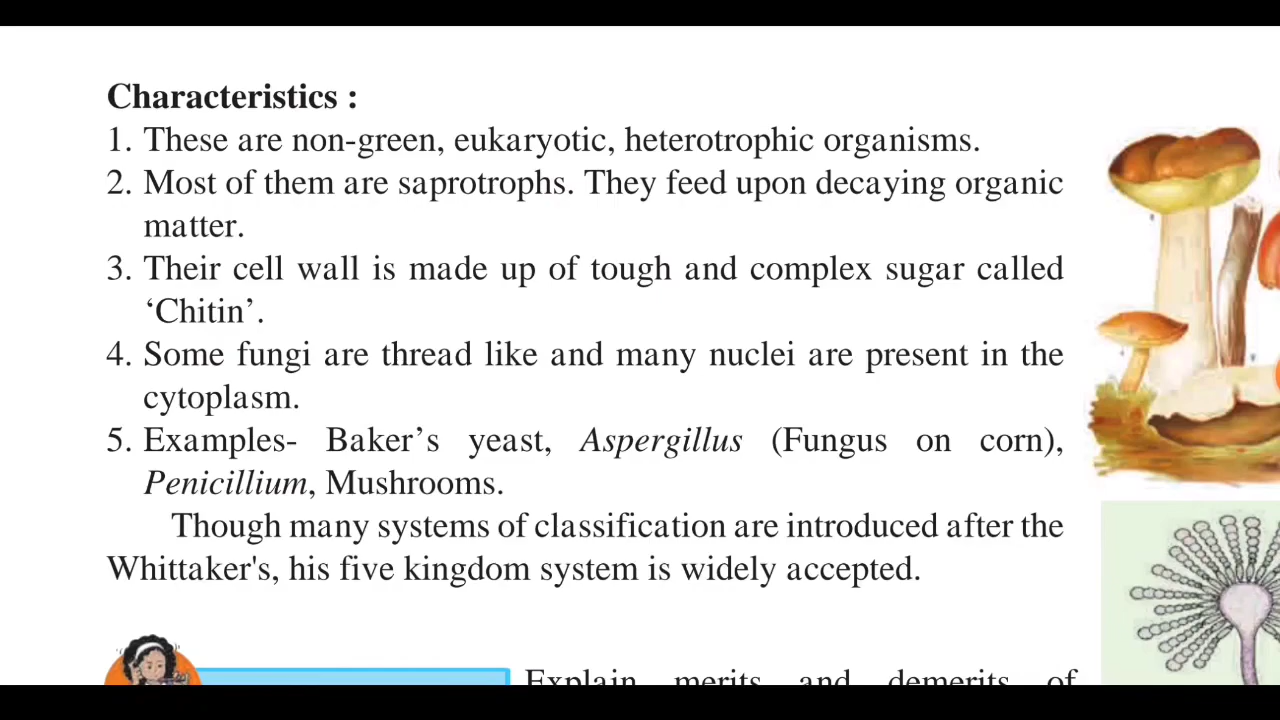 Characteristics :
1. These are non-green, eukaryotic, heterotrophic organisms.
2. Most of them are saprotrophs. They feed upon decaying organic
matter.
3. Their cell wall is made up of tough and complex sugar called
‘Chitin’.
4. Some fungi are thread like and many nuclei are present in the
cytoplasm.
5. Examples- Baker’s yeast, Aspergillus (Fungus on corn),
Penicillium, Mushrooms.
Though many systems of classification are introduced after the
Whittaker's, his five kingdom system is widely accepted.
Explain merits and demerits of